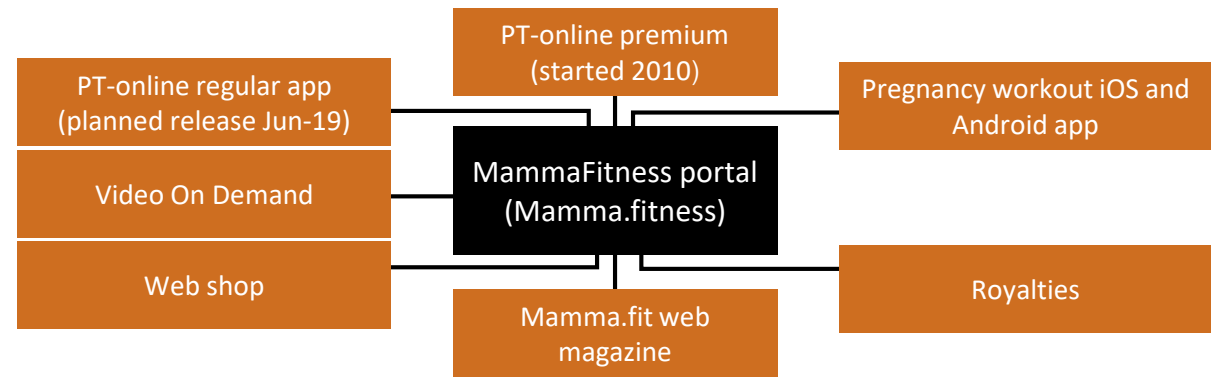 PT-online premium
(started 2010)
PT-online regular app
(planned release Jun-19)
Pregnancy workout iOS and
Android app
MammaFitness portal
(Mamma.fitness)
Video On Demand
Web shop
Royalties
Mamma.fit web
magazine